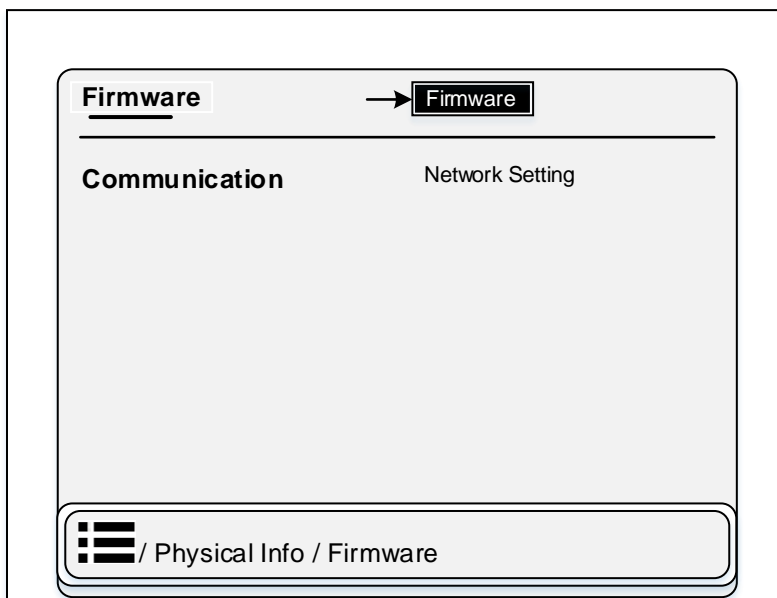 Firmware Firmware
Communication Network Setting
/ Physical Info / Firmware